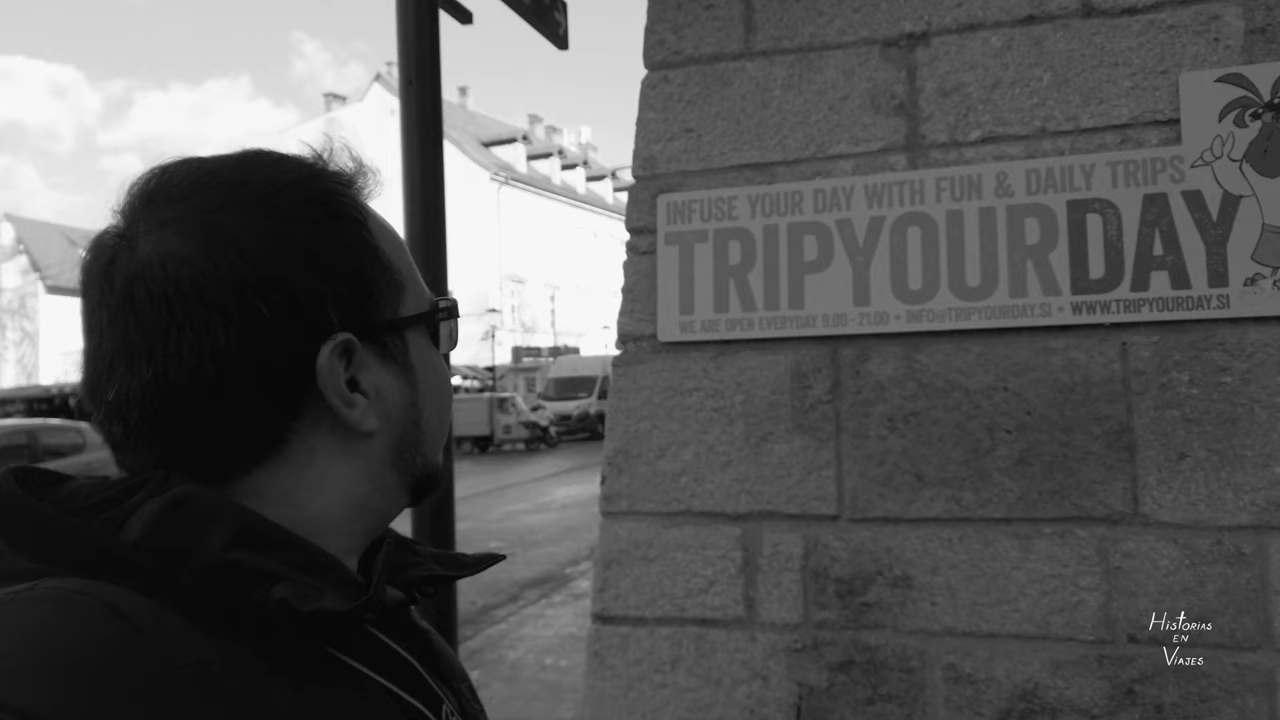 INFUSE YOUR DAY WITH FUN & DAILY TRIPS
TRIPYOURDAY
WE ARE OPEN EVERYDAY 9.00 - 21.00 • INFO@TRIPYOURDAY.SI • WWW.TRIPYOURDAY.SI
HISTORIAS
EN
VIAJES